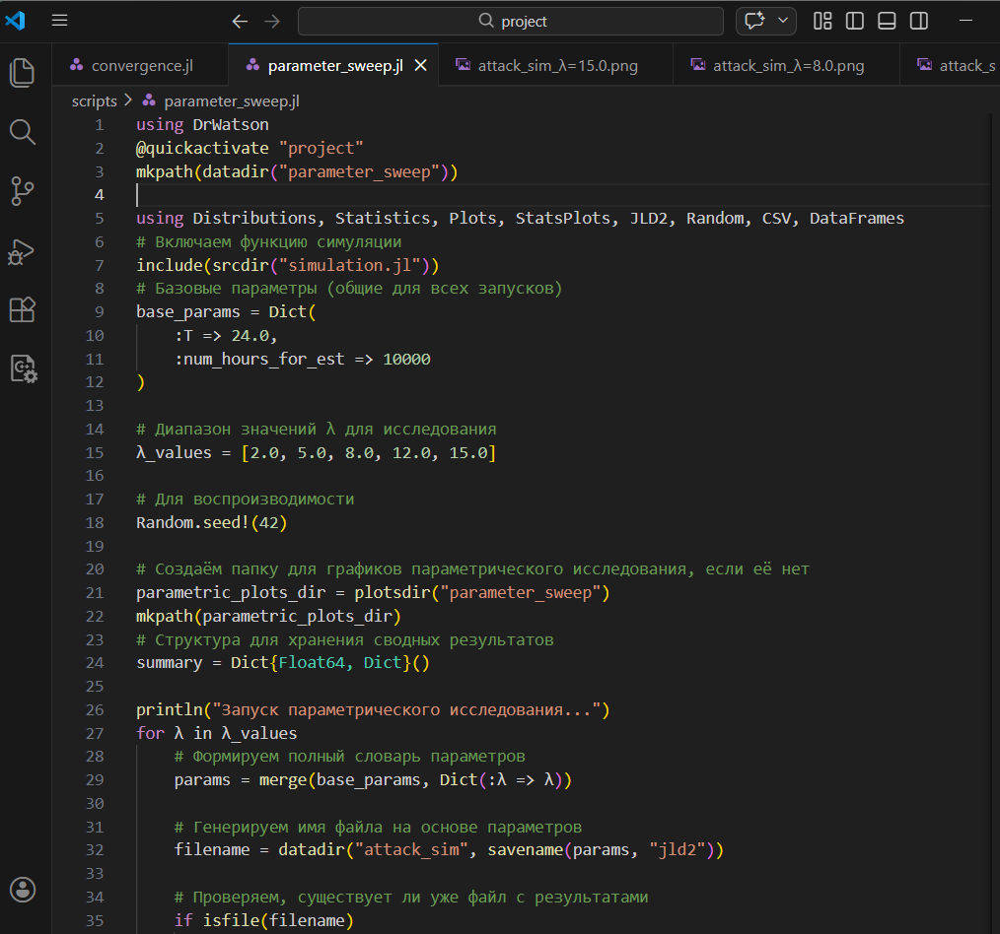 project
convergence.jl
parameter_sweep.jl
attack_sim_λ=15.0.png
attack_sim_λ=8.0.png
attack_s
scripts > parameter_sweep.jl
1 using DrWatson
2 @quickactivate "project"
3 mkpath(datadir("parameter_sweep"))
4
5 using Distributions, Statistics, Plots, StatsPlots, JLD2, Random, CSV, DataFrames
6 # Включаем функцию симуляции
7 include(srcdir("simulation.jl"))
8 # Базовые параметры (общие для всех запусков)
9 base_params = Dict(
10     :T => 24.0,
11     :num_hours_for_est => 10000
12 )
13
14 # Диапазон значений λ для исследования
15 λ_values = [2.0, 5.0, 8.0, 12.0, 15.0]
16
17 # Для воспроизводимости
18 Random.seed!(42)
19
20 # Создаём папку для графиков параметрического исследования, если её нет
21 parametric_plots_dir = plotsdir("parameter_sweep")
22 mkpath(parametric_plots_dir)
23 # Структура для хранения сводных результатов
24 summary = Dict{Float64, Dict}()
25
26 println("Запуск параметрического исследования...")
27 for λ in λ_values
28     # Формируем полный словарь параметров
29     params = merge(base_params, Dict(:λ => λ))
30
31     # Генерируем имя файла на основе параметров
32     filename = datadir("attack_sim", savename(params, "jld2"))
33
34     # Проверяем, существует ли уже файл с результатами
35     if isfile(filename)